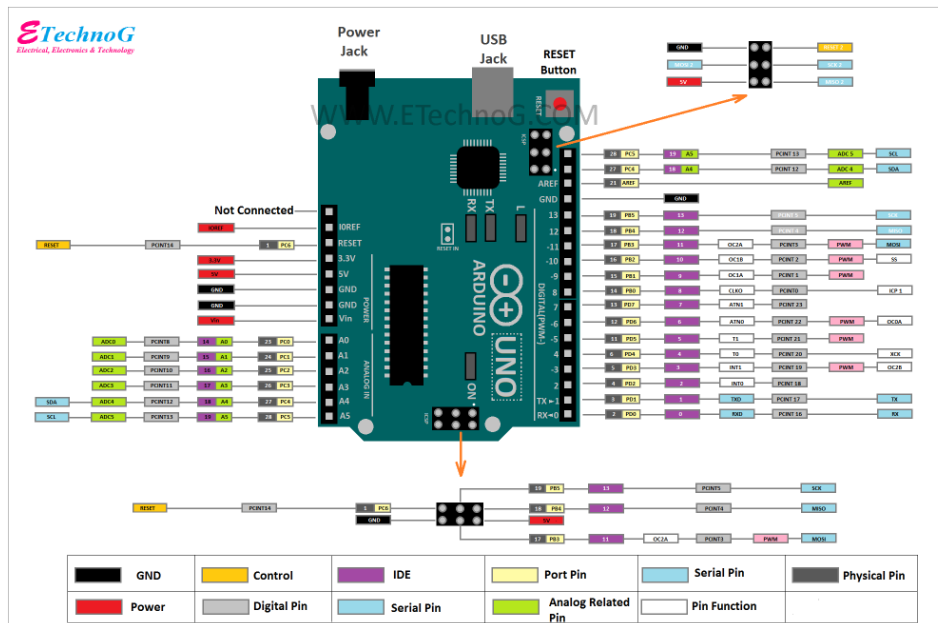 ETechnoG
Electrical, Electronics & Technology
Power Jack
USB Jack
RESET Button
WWW.ETechnoG.COM
GND RESET 2
MOSI 2 SCK 2
5V MISO 2
RESET
ICSP
28 PC5 19 A5 PCINT 13 ADC 5 SCL
27 PC4 18 A4 PCINT 12 ADC 4 SDA
AREF 21 AREF AREF
GND GND
13 19 PB5 13 PCINT 5 SCK
12 18 PB4 12 PCINT 4 MISO
-11 17 PB3 11 OC2A PCINT3 PWM MOSI
-10 16 PB2 10 OC1B PCINT 2 PWM SS
-9 15 PB1 9 OC1A PCINT 1 PWM
8 14 PB0 8 CLKO PCINT0 ICP 1
7 13 PD7 7 ATN1 PCINT 23
-6 12 PD6 6 ATN0 PCINT 22 PWM OC0A
-5 11 PD5 5 T1 PCINT 21 PWM
4 6 PD4 4 T0 PCINT 20 XCK
-3 5 PD3 3 INT1 PCINT 19 PWM OC2B
2 4 PD2 2 INT0 PCINT 18
TX 1 3 PD1 1 TXD PCINT 17 TX
RX 0 2 PD0 0 RXD PCINT 16 RX
RX TX L
RESET IN
ARDUINO
UNO
ON
DIGITAL(PWM~)
POWER
ANALOG IN
ICSP
Not Connected
IOREF IOREF
RESET PCINT14 1 PC6 RESET
3.3V 3.3V
5V 5V
GND GND
GND GND
Vin Vin
ADC0 PCINT8 14 A0 23 PC0 A0
ADC1 PCINT9 15 A1 24 PC1 A1
ADC2 PCINT10 16 A2 25 PC2 A2
ADC3 PCINT11 17 A3 26 PC3 A3
SDA ADC4 PCINT12 18 A4 27 PC4 A4
SCL ADC5 PCINT13 19 A5 28 PC5 A5
19 PB5 13 PCINT5 SCK
RESET PCINT14 1 PC6 18 PB4 12 PCINT4 MISO
GND 5V
17 PB3 11 OC2A PCINT3 PWM MOSI
GND Control IDE Port Pin Serial Pin Physical Pin
Power Digital Pin Serial Pin Analog Related Pin Pin Function